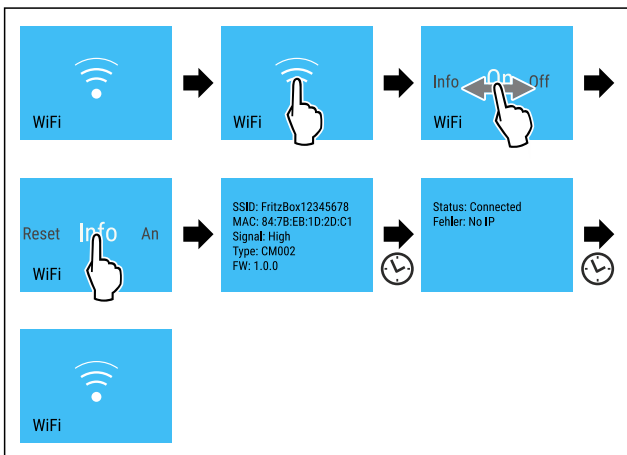 WiFi
WiFi
Info On Off
WiFi
Reset Info An
WiFi
SSID: FritzBox12345678
MAC: 84:7B:EB:1D:2D:C1
Signal: High
Type: CM002
FW: 1.0.0
Status: Connected
Fehler: No IP
WiFi